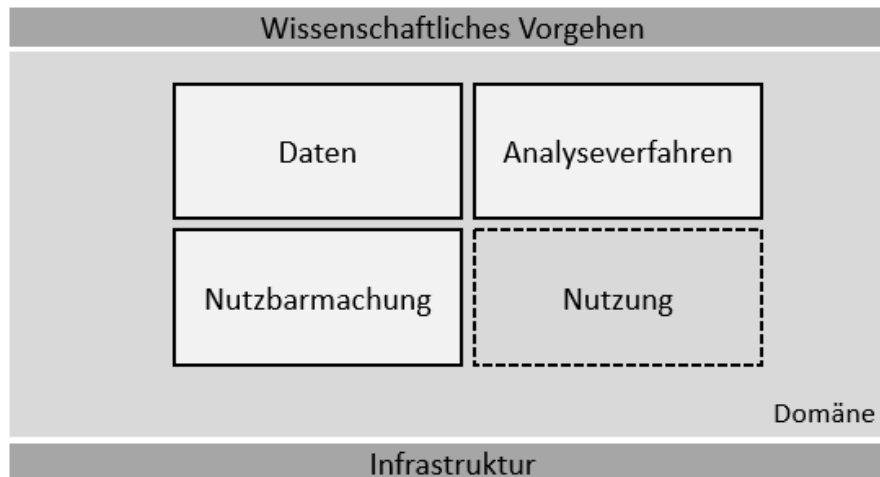 Wissenschaftliches Vorgehen
Daten
Analyseverfahren
Nutzbarmachung
Nutzung
Domäne
Infrastruktur